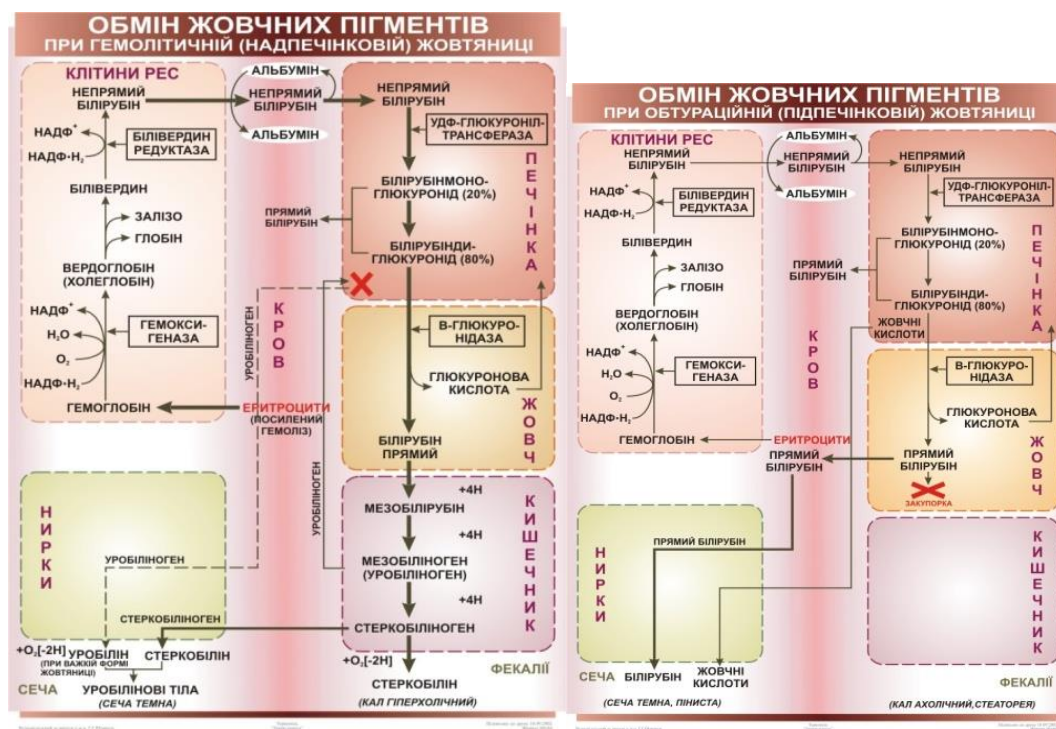 ОБМІН ЖОВЧНИХ ПІГМЕНТІВ
ПРИ ГЕМОЛІТИЧНІЙ (НАДПЕЧІНКОВІЙ) ЖОВТЯНИЦІ
КЛІТИНИ РЕС
НЕПРЯМИЙ
БІЛІРУБІН
НАДФ⁺
НАДФ·H₂
БІЛІВЕРДИН
РЕДУКТАЗА
БІЛІВЕРДИН
ЗАЛІЗО
ГЛОБІН
ВЕРДОГЛОБІН
(ХОЛЕГЛОБІН)
НАДФ⁺
H₂O
O₂
НАДФ·H₂
ГЕМОКСИ-
ГЕНАЗА
ГЕМОГЛОБІН
АЛЬБУМІН
НЕПРЯМИЙ
БІЛІРУБІН
АЛЬБУМІН
ПРЯМИЙ
БІЛІРУБІН
КРОВ
УРОБІЛІНОГЕН
ЕРИТРОЦИТИ
(ПОСИЛЕНИЙ
ГЕМОЛІЗ)
УРОБІЛІНОГЕН
НЕПРЯМИЙ
БІЛІРУБІН
УДФ-ГЛЮКУРОНІЛ-
ТРАНСФЕРАЗА
БІЛІРУБІНМОНО-
ГЛЮКУРОНІД (20%)
БІЛІРУБІНДИ-
ГЛЮКУРОНІД (80%)
ПЕЧІНКА
В-ГЛЮКУРО-
НІДАЗА
ГЛЮКУРОНОВА
КИСЛОТА
БІЛІРУБІН
ПРЯМИЙ
ЖОВЧ
+4H
МЕЗОБІЛІРУБІН
+4H
МЕЗОБІЛІНОГЕН
(УРОБІЛІНОГЕН)
+4H
СТЕРКОБІЛІНОГЕН
КИШЕЧНИК
НИРКИ
УРОБІЛІНОГЕН
СТЕРКОБІЛІНОГЕН
+O₂[-2H]
УРОБІЛІН
(ПРИ ВАЖКІЙ ФОРМІ
ЖОВТЯНИЦІ)
СТЕРКОБІЛІН
СЕЧА
УРОБІЛІНОВІ ТІЛА
(СЕЧА ТЕМНА)
+O₂[-2H]
ФЕКАЛІЇ
СТЕРКОБІЛІН
(КАЛ ГІПЕРХОЛІЧНИЙ)
ОБМІН ЖОВЧНИХ ПІГМЕНТІВ
ПРИ ОБТУРАЦІЙНІЙ (ПІДПЕЧІНКОВІЙ) ЖОВТЯНИЦІ
КЛІТИНИ РЕС
НЕПРЯМИЙ
БІЛІРУБІН
НАДФ⁺
НАДФ·H₂
БІЛІВЕРДИН
РЕДУКТАЗА
БІЛІВЕРДИН
ЗАЛІЗО
ГЛОБІН
ВЕРДОГЛОБІН
(ХОЛЕГЛОБІН)
НАДФ⁺
H₂O
O₂
НАДФ·H₂
ГЕМОКСИ-
ГЕНАЗА
ГЕМОГЛОБІН
АЛЬБУМІН
НЕПРЯМИЙ
БІЛІРУБІН
АЛЬБУМІН
ПРЯМИЙ
БІЛІРУБІН
КРОВ
ЕРИТРОЦИТИ
ПРЯМИЙ
БІЛІРУБІН
НЕПРЯМИЙ
БІЛІРУБІН
УДФ-ГЛЮКУРОНІЛ-
ТРАНСФЕРАЗА
БІЛІРУБІНМОНО-
ГЛЮКУРОНІД (20%)
БІЛІРУБІНДИ-
ГЛЮКУРОНІД (80%)
ЖОВЧНІ
КИСЛОТИ
ПЕЧІНКА
В-ГЛЮКУРО-
НІДАЗА
ГЛЮКУРОНОВА
КИСЛОТА
ПРЯМИЙ
БІЛІРУБІН
ЗАКУПОРКА
ЖОВЧ
КИШЕЧНИК
НИРКИ
ПРЯМИЙ БІЛІРУБІН
СЕЧА
БІЛІРУБІН
ЖОВЧНІ
КИСЛОТИ
(СЕЧА ТЕМНА, ПІНИСТА)
ФЕКАЛІЇ
(КАЛ АХОЛІЧНИЙ,СТЕАТОРЕЯ)